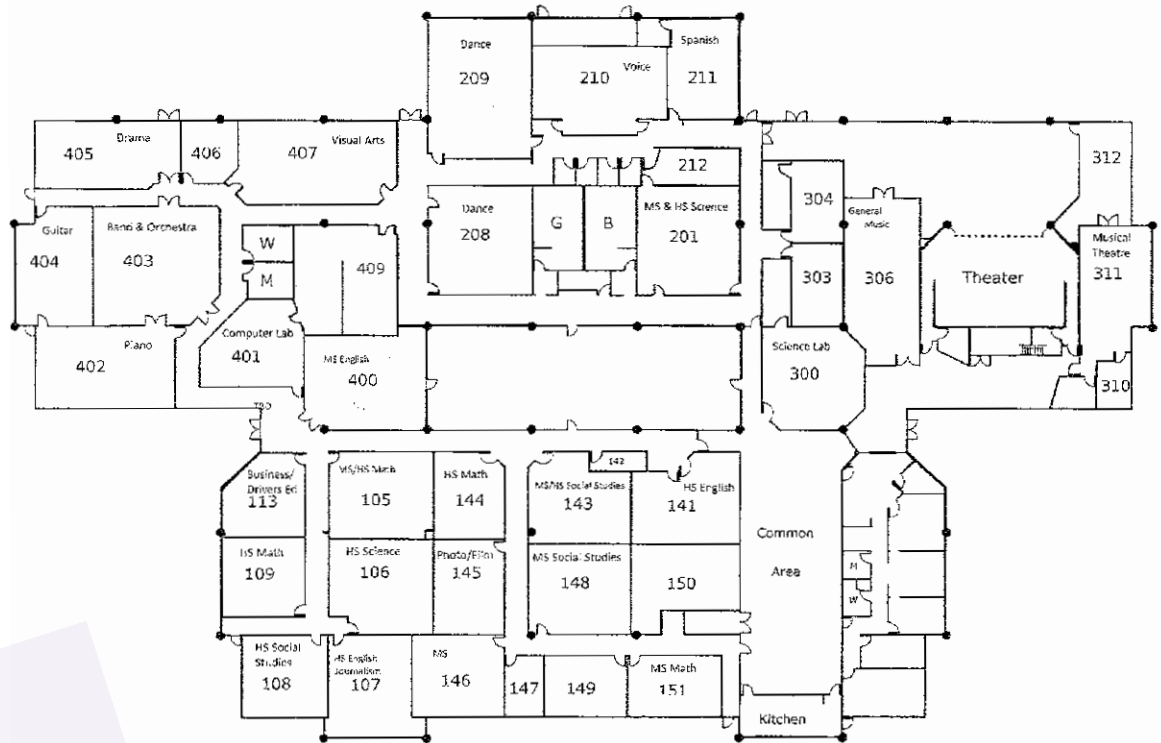 Dance
209
210
Voice
Spanish
211
Drama
405
406
407
Visual Arts
212
312
Guitar
404
Band & Orchestra
403
W
M
409
Dance
208
G
B
MS & HS Science
201
304
303
General
Music
306
Theater
Musical
Theatre
311
Piano
402
Computer Lab
401
MS English
400
Science Lab
300
310
TBD
Business/
Drivers Ed
113
MS/HS Math
105
HS Math
144
142
MS/HS Social Studies
143
HS English
141
Common
Area
HS Math
109
HS Science
106
Photo/Film
145
MS Social Studies
148
150
M
W
HS Social
Studies
108
HS English
Journalism
107
MS
146
147
149
MS Math
151
Kitchen